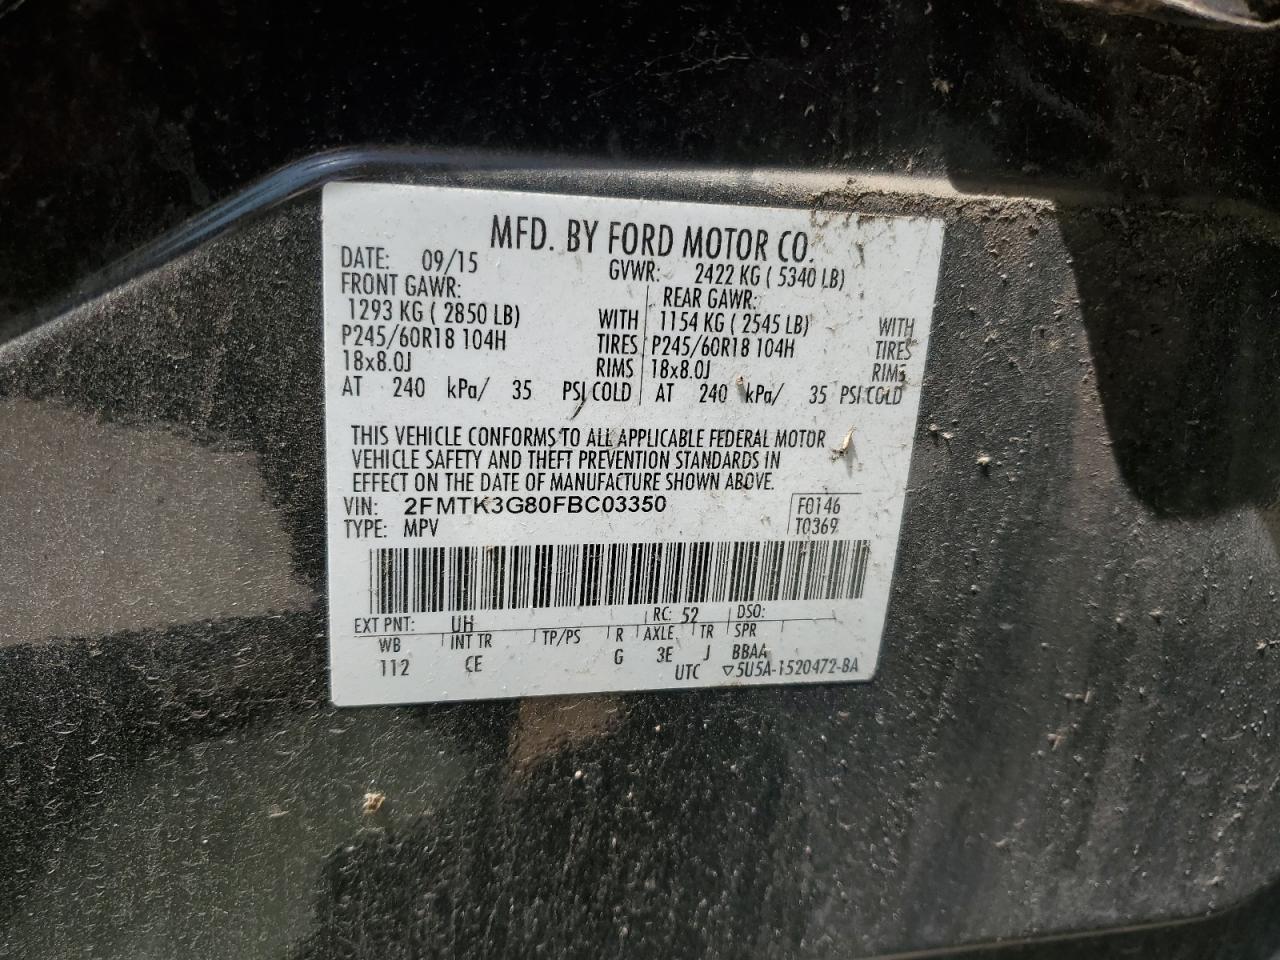 MFD. BY FORD MOTOR CO.
DATE: 09/15 GVWR: 2422 KG ( 5340 LB)
FRONT GAWR: REAR GAWR:
1293 KG ( 2850 LB) WITH 1154 KG ( 2545 LB) WITH
P245/60R18 104H TIRES P245/60R18 104H TIRES
18x8.0J RIMS 18x8.0J RIMS
AT 240 kPa/ 35 PSI COLD AT 240 kPa/ 35 PSI COLD
THIS VEHICLE CONFORMS TO ALL APPLICABLE FEDERAL MOTOR
VEHICLE SAFETY AND THEFT PREVENTION STANDARDS IN
EFFECT ON THE DATE OF MANUFACTURE SHOWN ABOVE.
VIN: 2FMTK3G80FBC03350 F0146
TYPE: MPV T0369
EXT PNT: UH RC: 52 DSO:
WB INT TR TP/PS R AXLE TR SPR
112 CE G 3E J BBAA
UTC ▽5U5A-1520472-BA